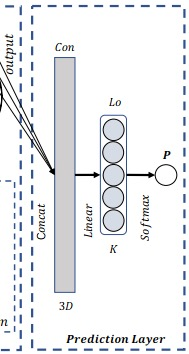 output
Con
Lo
P
Concat
Linear
Softmax
K
3D
n
Prediction Layer